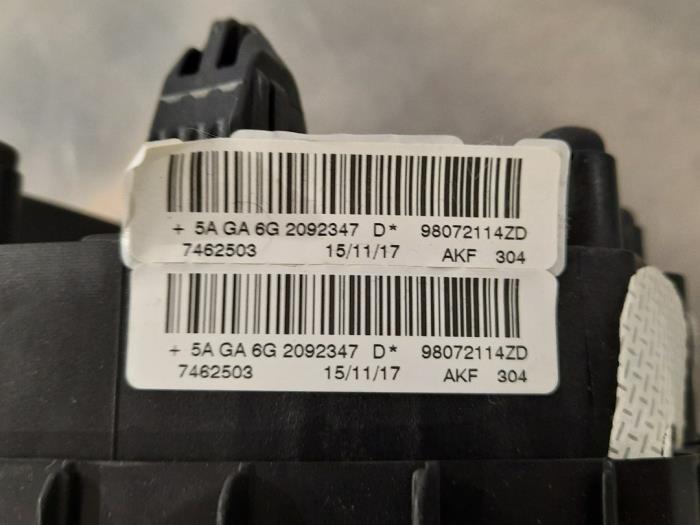 + 5A GA 6G 2092347 D* 98072114ZD
7462503 15/11/17 AKF 304
+ 5A GA 6G 2092347 D* 98072114ZD
7462503 15/11/17 AKF 304